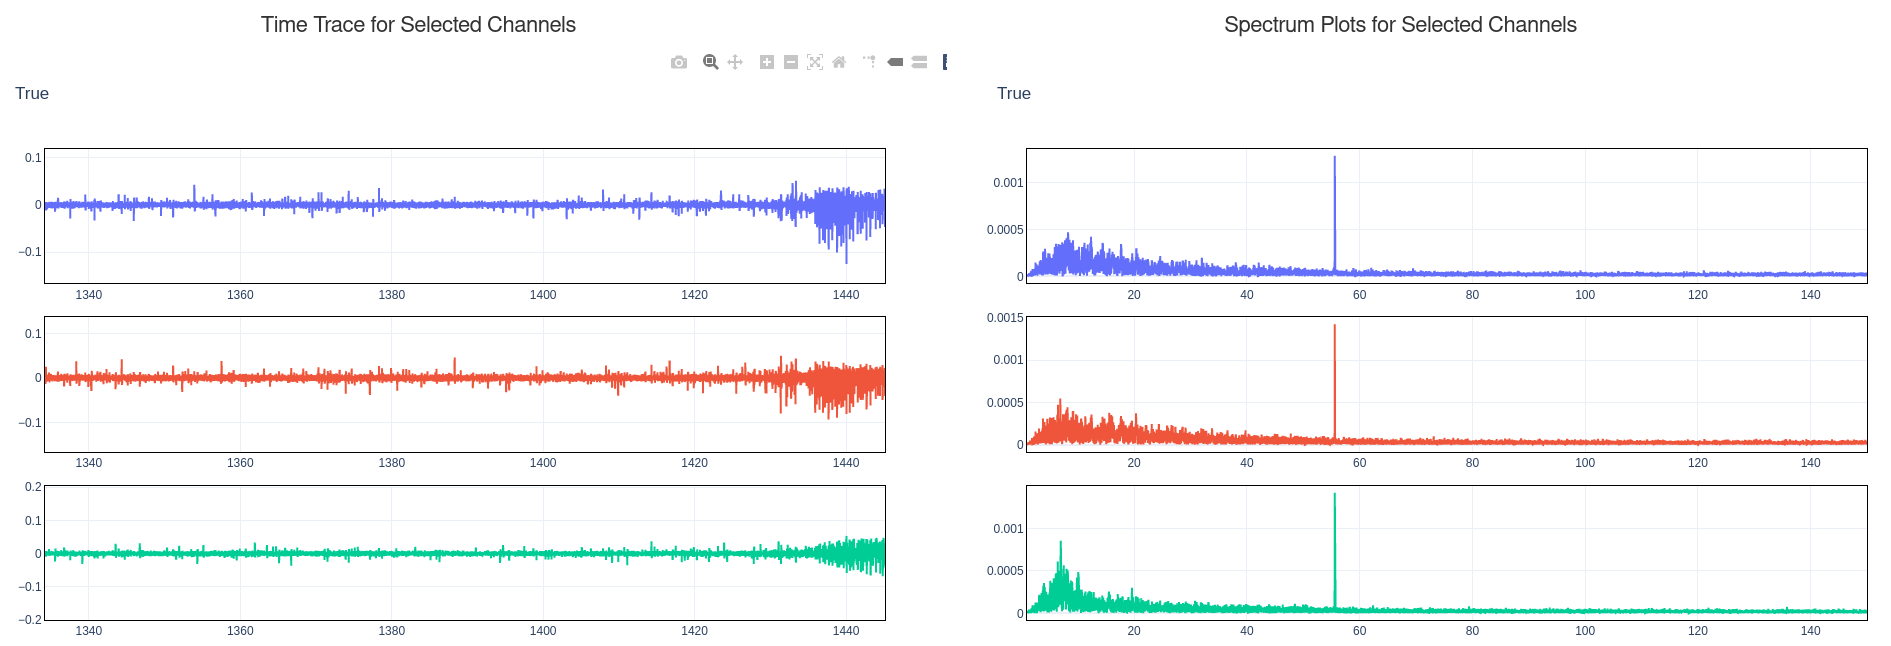 Time Trace for Selected Channels
Spectrum Plots for Selected Channels
True
True
0.1
0
−0.1
1340 1360 1380 1400 1420 1440
0.1
0
−0.1
1340 1360 1380 1400 1420 1440
0.2
0.1
0
−0.1
−0.2
1340 1360 1380 1400 1420 1440
0.001
0.0005
0
20 40 60 80 100 120 140
0.0015
0.001
0.0005
0
20 40 60 80 100 120 140
0.001
0.0005
0
20 40 60 80 100 120 140